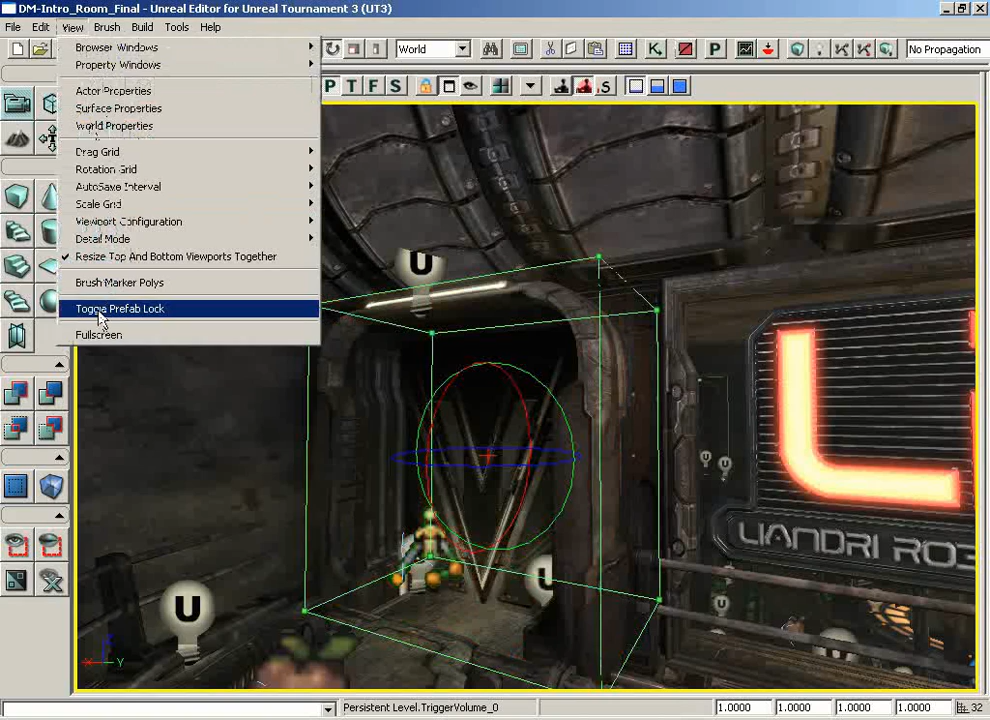 DM-Intro_Room_Final - Unreal Editor for Unreal Tournament 3 (UT3)
File Edit View Brush Build Tools Help
World
K P No Propagation
P T F S S
Browser Windows
Property Windows
Actor Properties
Surface Properties
World Properties
Drag Grid
Rotation Grid
AutoSave Interval
Scale Grid
Viewport Configuration
Detail Mode
Resize Top And Bottom Viewports Together
Brush Marker Polys
Toggle Prefab Lock
Fullscreen
U
LI
LIANDRI RO
U
U
X Y
Persistent Level.TriggerVolume_0 1.0000 1.0000 1.0000 1.0000 32